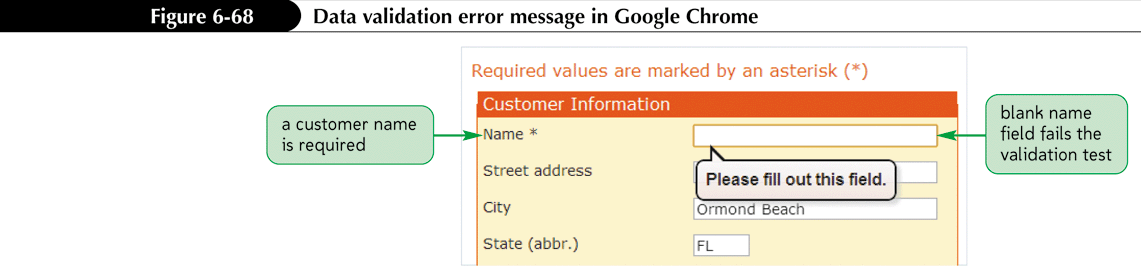 Figure 6-68 Data validation error message in Google Chrome
Required values are marked by an asterisk (*)
Customer Information
a customer name
is required
Name *
blank name
field fails the
validation test
Please fill out this field.
Street address
City
Ormond Beach
State (abbr.)
FL